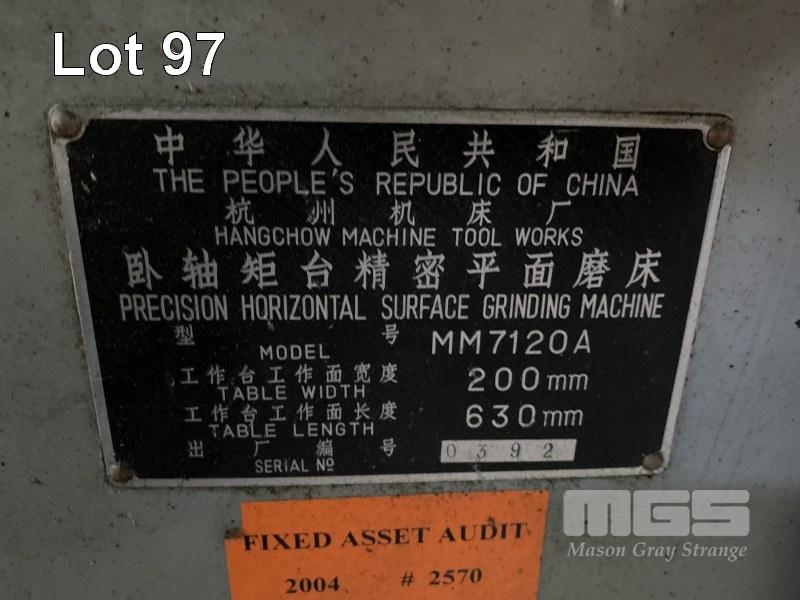 Lot 97
中华人民共和国
THE PEOPLE'S REPUBLIC OF CHINA
杭州机床厂
HANGCHOW MACHINE TOOL WORKS
卧轴矩台精密平面磨床
PRECISION HORIZONTAL SURFACE GRINDING MACHINE
型号
MODEL MM7120A
工作台工作面宽度
TABLE WIDTH 200mm
工作台工作面长度
TABLE LENGTH 630mm
出厂编号
SERIAL Nº 0392
FIXED ASSET AUDIT
2004 # 2570
MGS
Mason Gray Strange